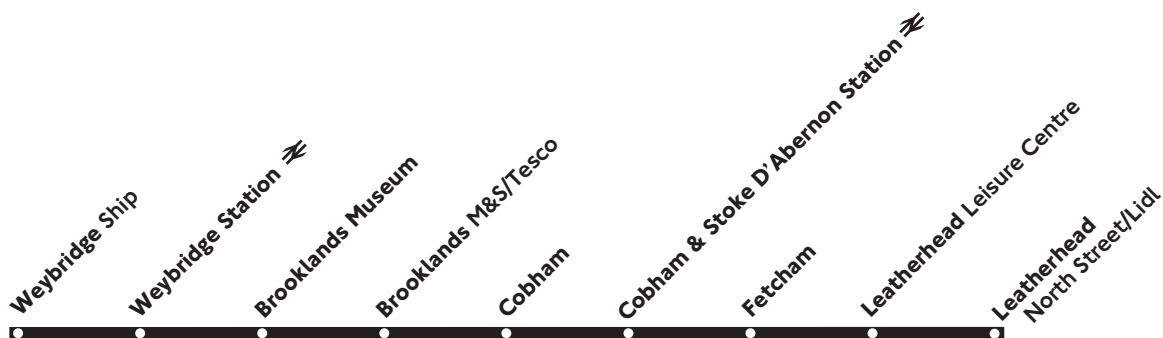 Weybridge Ship
Weybridge Station
Brooklands Museum
Brooklands M&S/Tesco
Cobham
Cobham & Stoke D’Abernon Station
Fetcham
Leatherhead Leisure Centre
Leatherhead
North Street/Lidl